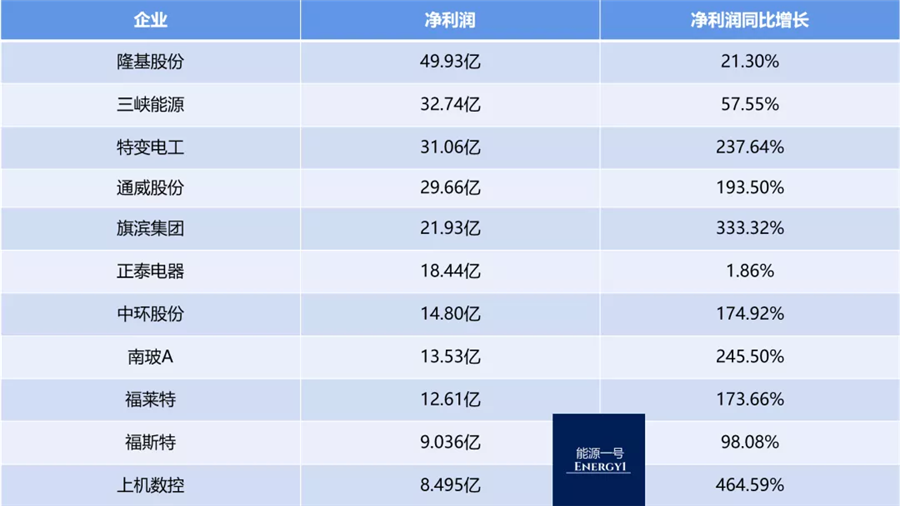 企业 净利润 净利润同比增长
隆基股份 49.93亿 21.30%
三峡能源 32.74亿 57.55%
特变电工 31.06亿 237.64%
通威股份 29.66亿 193.50%
旗滨集团 21.93亿 333.32%
正泰电器 18.44亿 1.86%
中环股份 14.80亿 174.92%
南玻A 13.53亿 245.50%
福莱特 12.61亿 173.66%
福斯特 9.036亿 98.08%
上机数控 8.495亿 464.59%
能源一号
ENERGY1